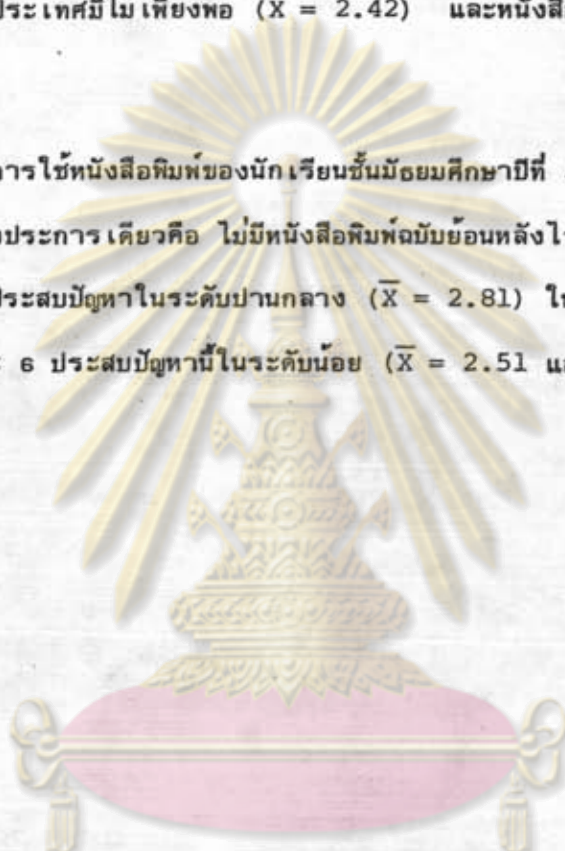 ประเทศมีไม่เพียงพอ (X̄ = 2.42) และหนังสือ
การใช้หนังสือพิมพ์ของนักเรียนชั้นมัธยมศึกษาปีที่
ประการเดียวคือ ไม่มีหนังสือพิมพ์ฉบับย้อนหลัง
ประสบปัญหาในระดับปานกลาง (X̄ = 2.81)
6 ประสบปัญหานี้ในระดับน้อย (X̄ = 2.51